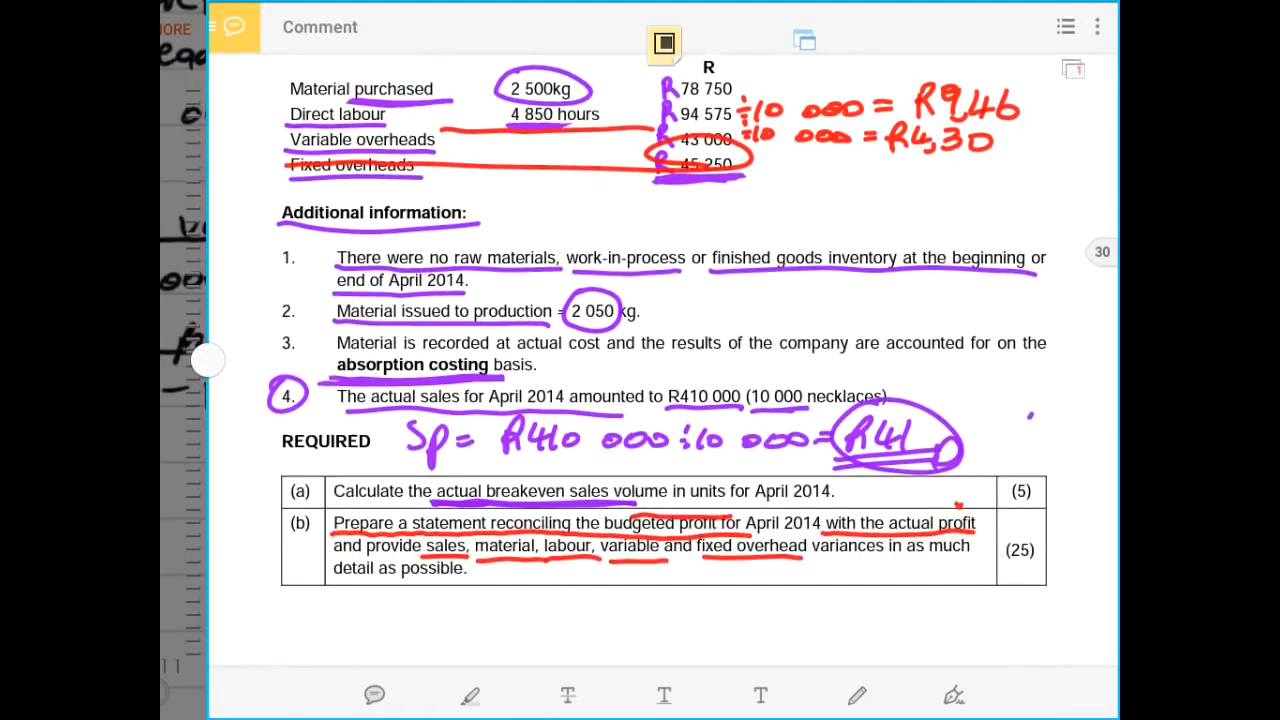 MORE
Comment
1
R
Material purchased 2 500kg R 78 750
Direct labour 4 850 hours R 94 575 ÷10 000 = R9,46
Variable overheads R 43 000 ÷10 000 = R4,30
Fixed overheads R 45 250
Additional information:
30
1. There were no raw materials, work-in-process or finished goods inventory at the beginning or
end of April 2014.
2. Material issued to production = 2 050 kg.
3. Material is recorded at actual cost and the results of the company are accounted for on the
absorption costing basis.
4. The actual sales for April 2014 amounted to R410 000 (10 000 necklaces)
REQUIRED SP = R410 000 ÷10 000 = R41
(a) Calculate the actual breakeven sales volume in units for April 2014. (5)
(b) Prepare a statement reconciling the budgeted profit for April 2014 with the actual profit
and provide sales, material, labour, variable and fixed overhead variances in as much
detail as possible. (25)
T T T